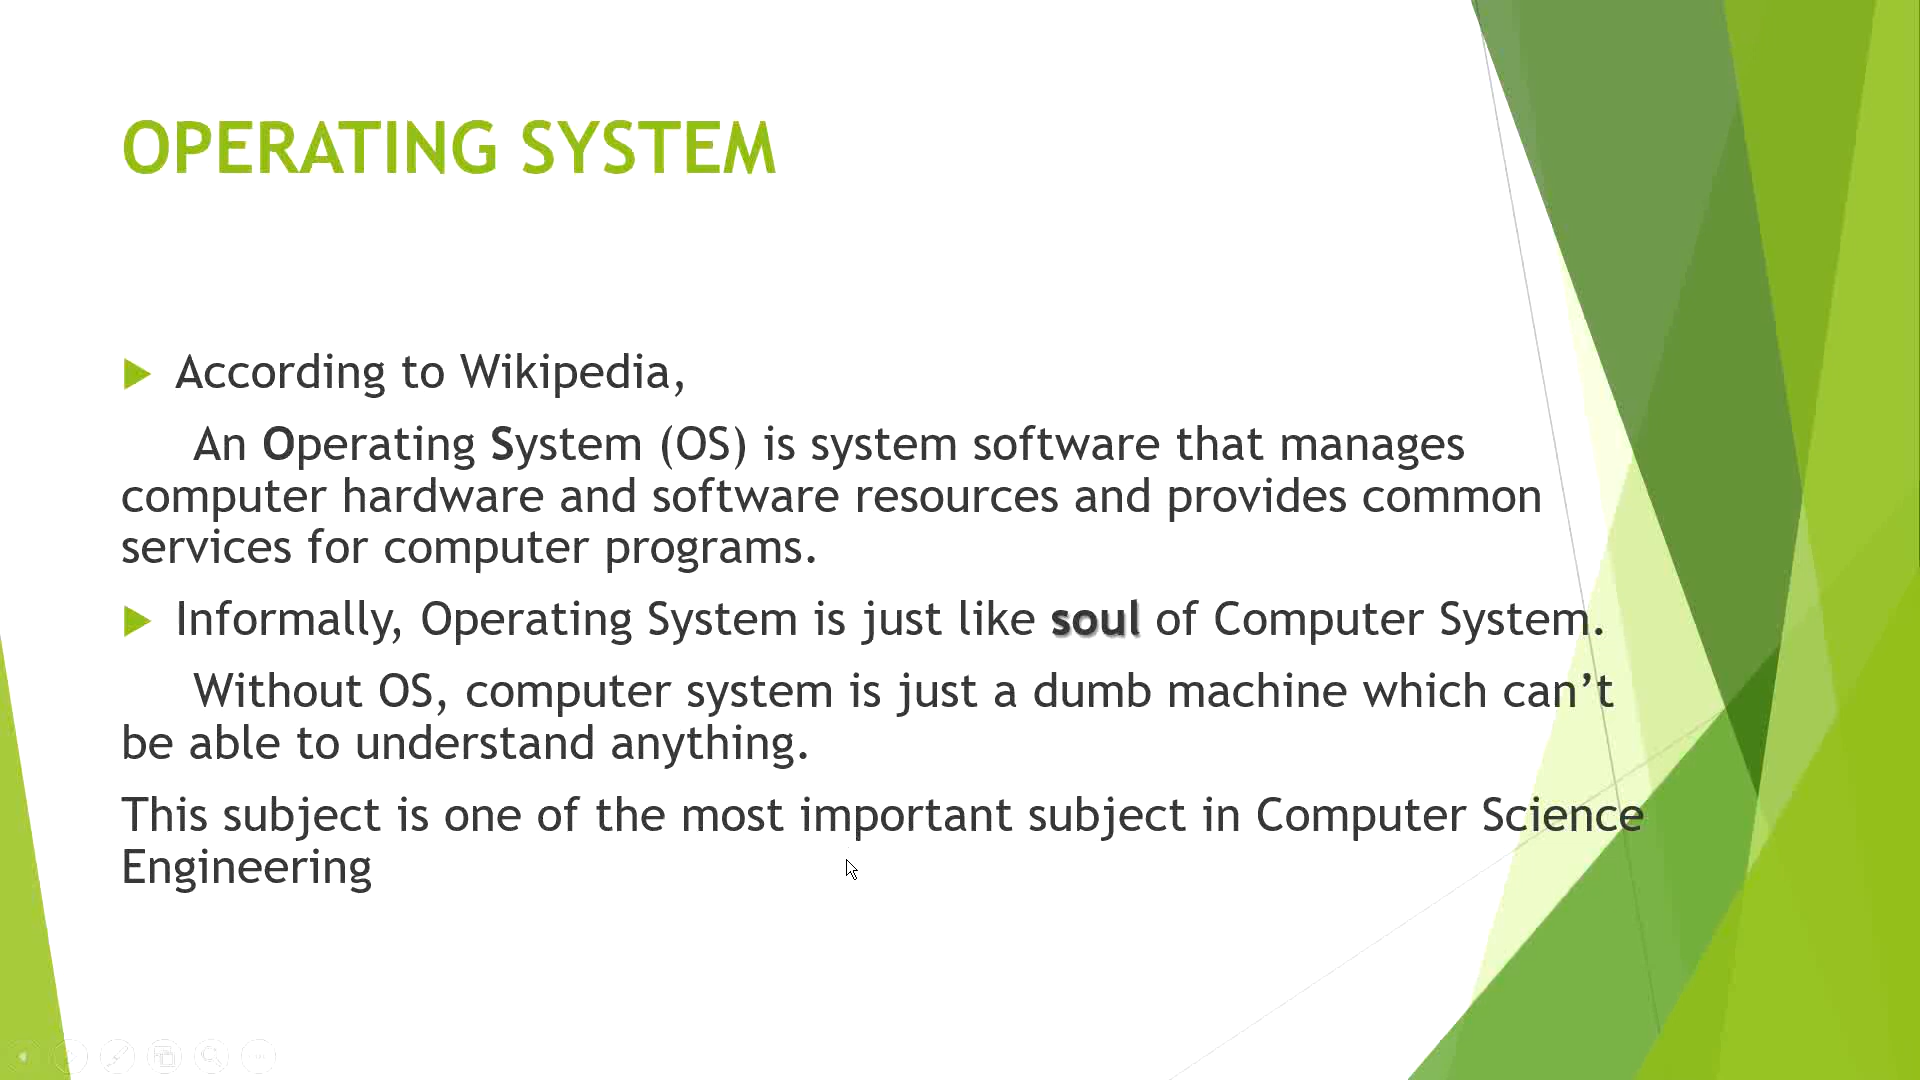 OPERATING SYSTEM
According to Wikipedia,
An Operating System (OS) is system software that manages
computer hardware and software resources and provides common
services for computer programs.
Informally, Operating System is just like soul of Computer System.
Without OS, computer system is just a dumb machine which can’t
be able to understand anything.
This subject is one of the most important subject in Computer Science
Engineering